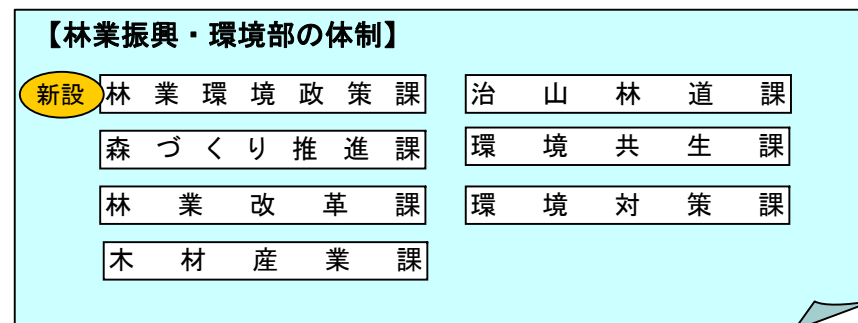 【林業振興・環境部の体制】
新設
林業環境政策課
森づくり推進課
林業改革課
木材産業課
治山林道課
環境共生課
環境対策課